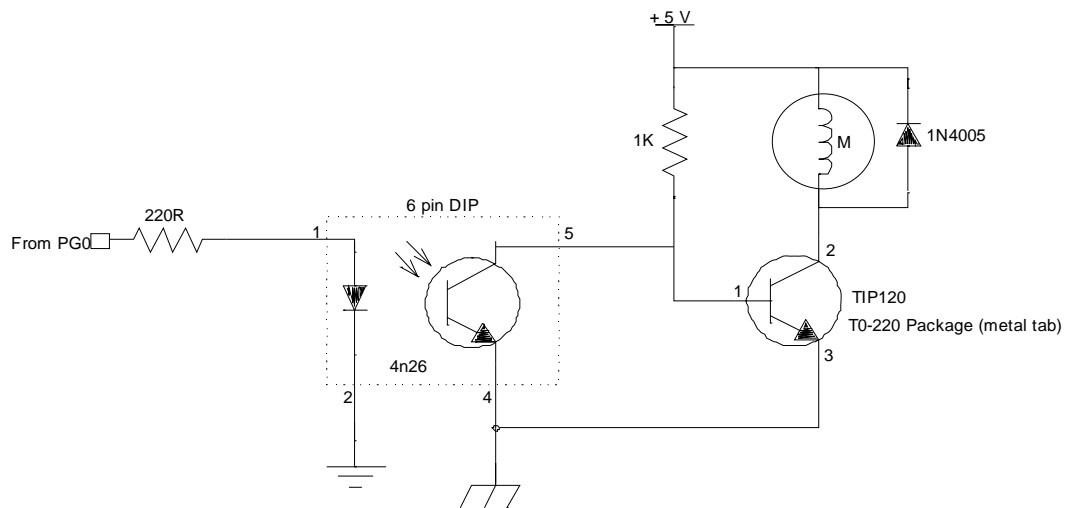 + 5 V
1K
M
1N4005
6 pin DIP
220R
From PG0
1
5
2
1
TIP120
T0-220 Package (metal tab)
4n26
3
2
4